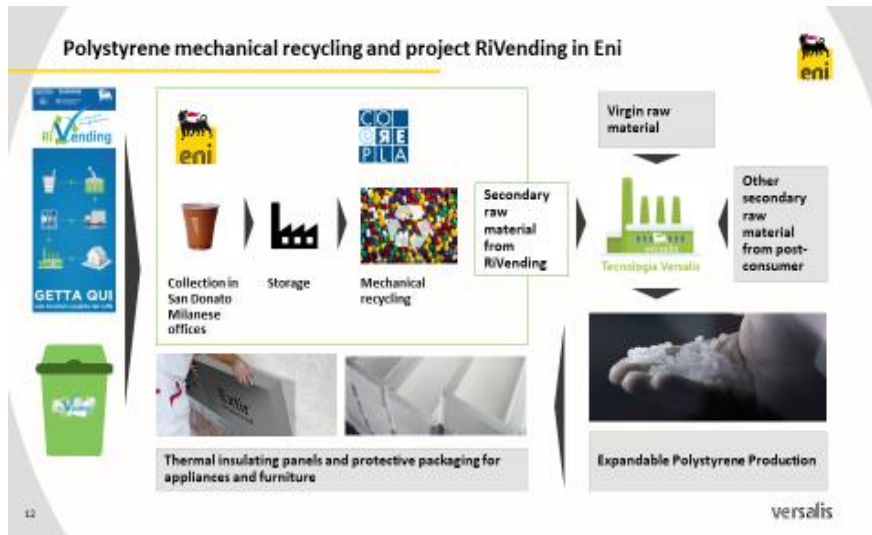 Polystyrene mechanical recycling and project RiVending in Eni
eni
RiVending
GETTA QUI
eni
CO
REPLA
Collection in
San Donato
Milanese
offices
Storage
Mechanical
recycling
Secondary
raw
material
from
RiVending
Virgin raw
material
Tecnologia Versalis
Other
secondary
raw
material
from post-
consumer
Extir
Thermal insulating panels and protective packaging for
appliances and furniture
Expandable Polystyrene Production
12
versalis